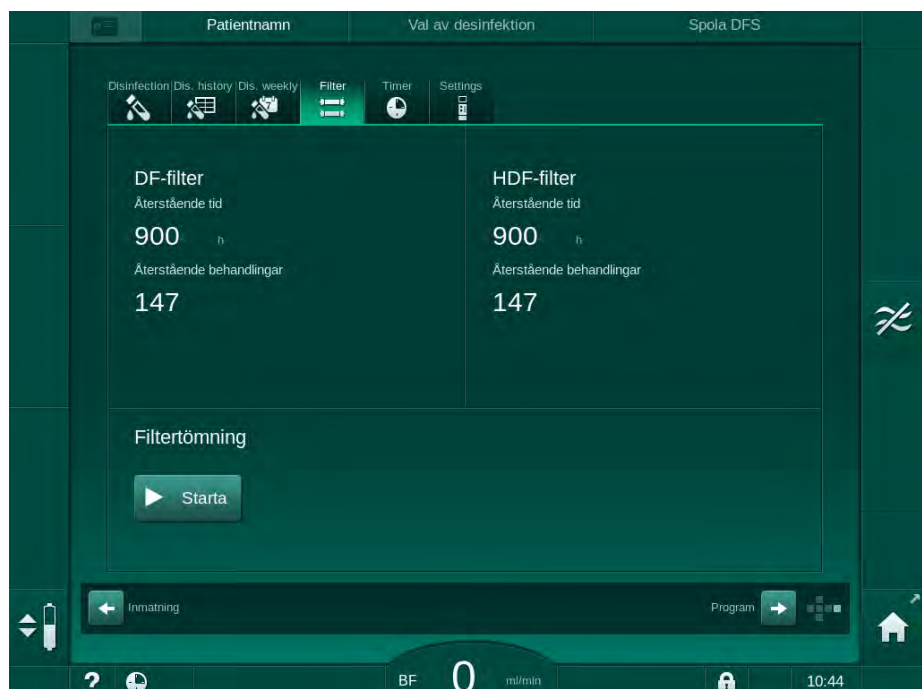 Patientnamn Val av desinfektion Spola DFS
Disinfection Dis. history Dis. weekly Filter Timer Settings
7
DF-filter HDF-filter
Återstående tid Återstående tid
900 h 900 h
Återstående behandlingar Återstående behandlingar
147 147
Filtertömning
Starta
Inmatning Program
? BF 0 ml/min 10:44